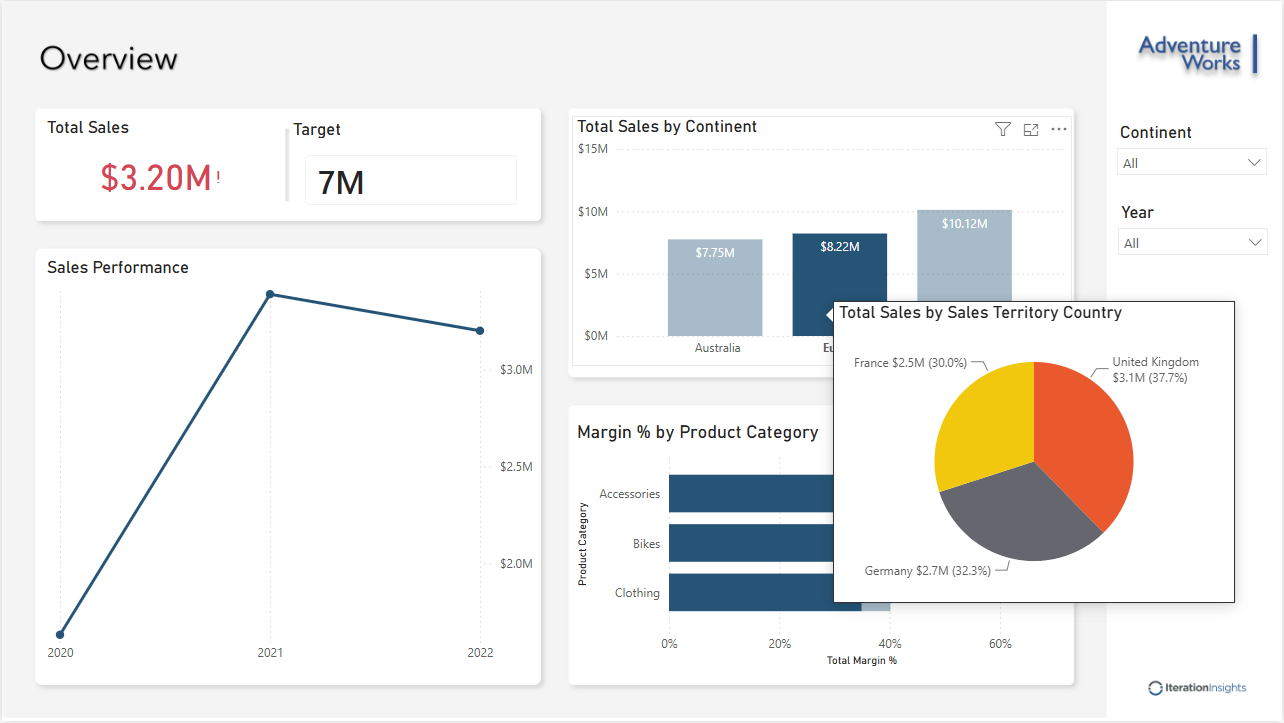 Overview
Adventure
Works
Total Sales
$3.20M!
Target
7M
Total Sales by Continent
$15M
$10M
$5M
$0M
$7.75M
$8.22M
$10.12M
Australia
Eu
Continent
All
Year
All
Sales Performance
$3.0M
$2.5M
$2.0M
2020
2021
2022
Total Sales by Sales Territory Country
France $2.5M (30.0%)
United Kingdom
$3.1M (37.7%)
Germany $2.7M (32.3%)
Margin % by Product Category
Product Category
Accessories
Bikes
Clothing
0%
20%
40%
60%
Total Margin %
IterationInsights